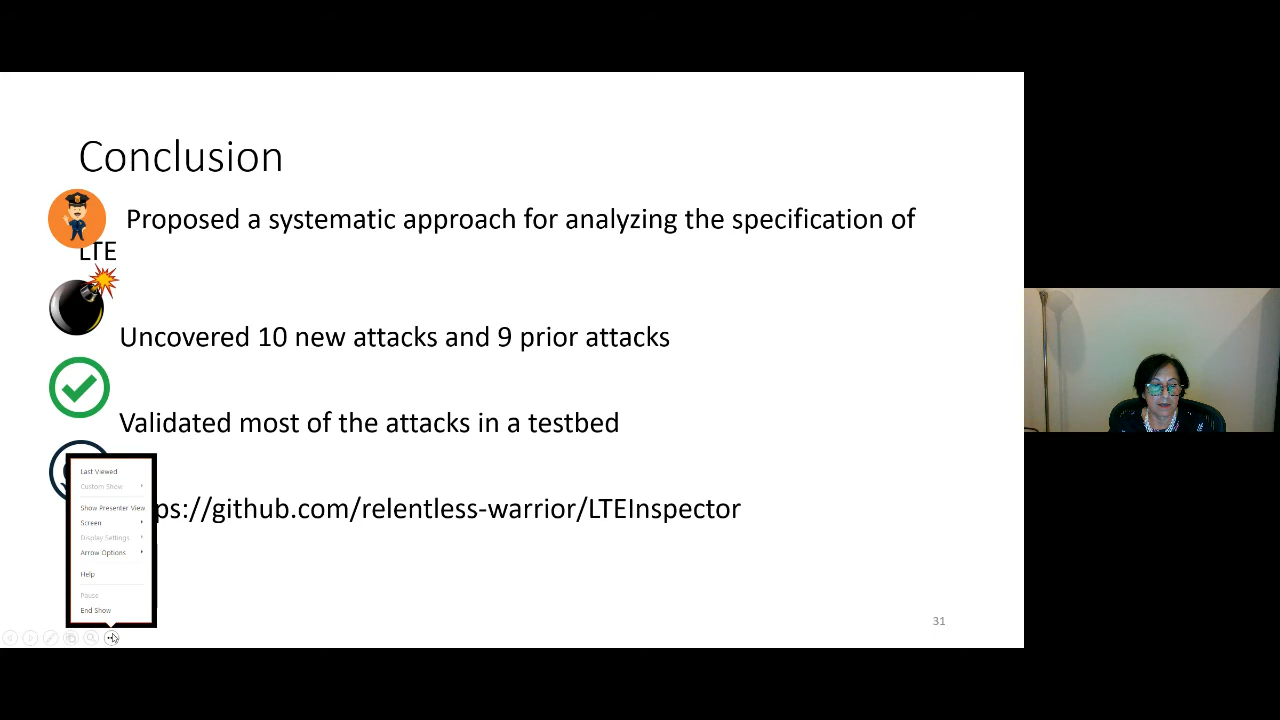 Conclusion
Proposed a systematic approach for analyzing the specification of
LTE
Uncovered 10 new attacks and 9 prior attacks
Validated most of the attacks in a testbed
ps://github.com/relentless-warrior/LTEInspector
Last Viewed
Custom Show
Show Presenter View
Screen
Display Settings
Arrow Options
Help
Pause
End Show
31